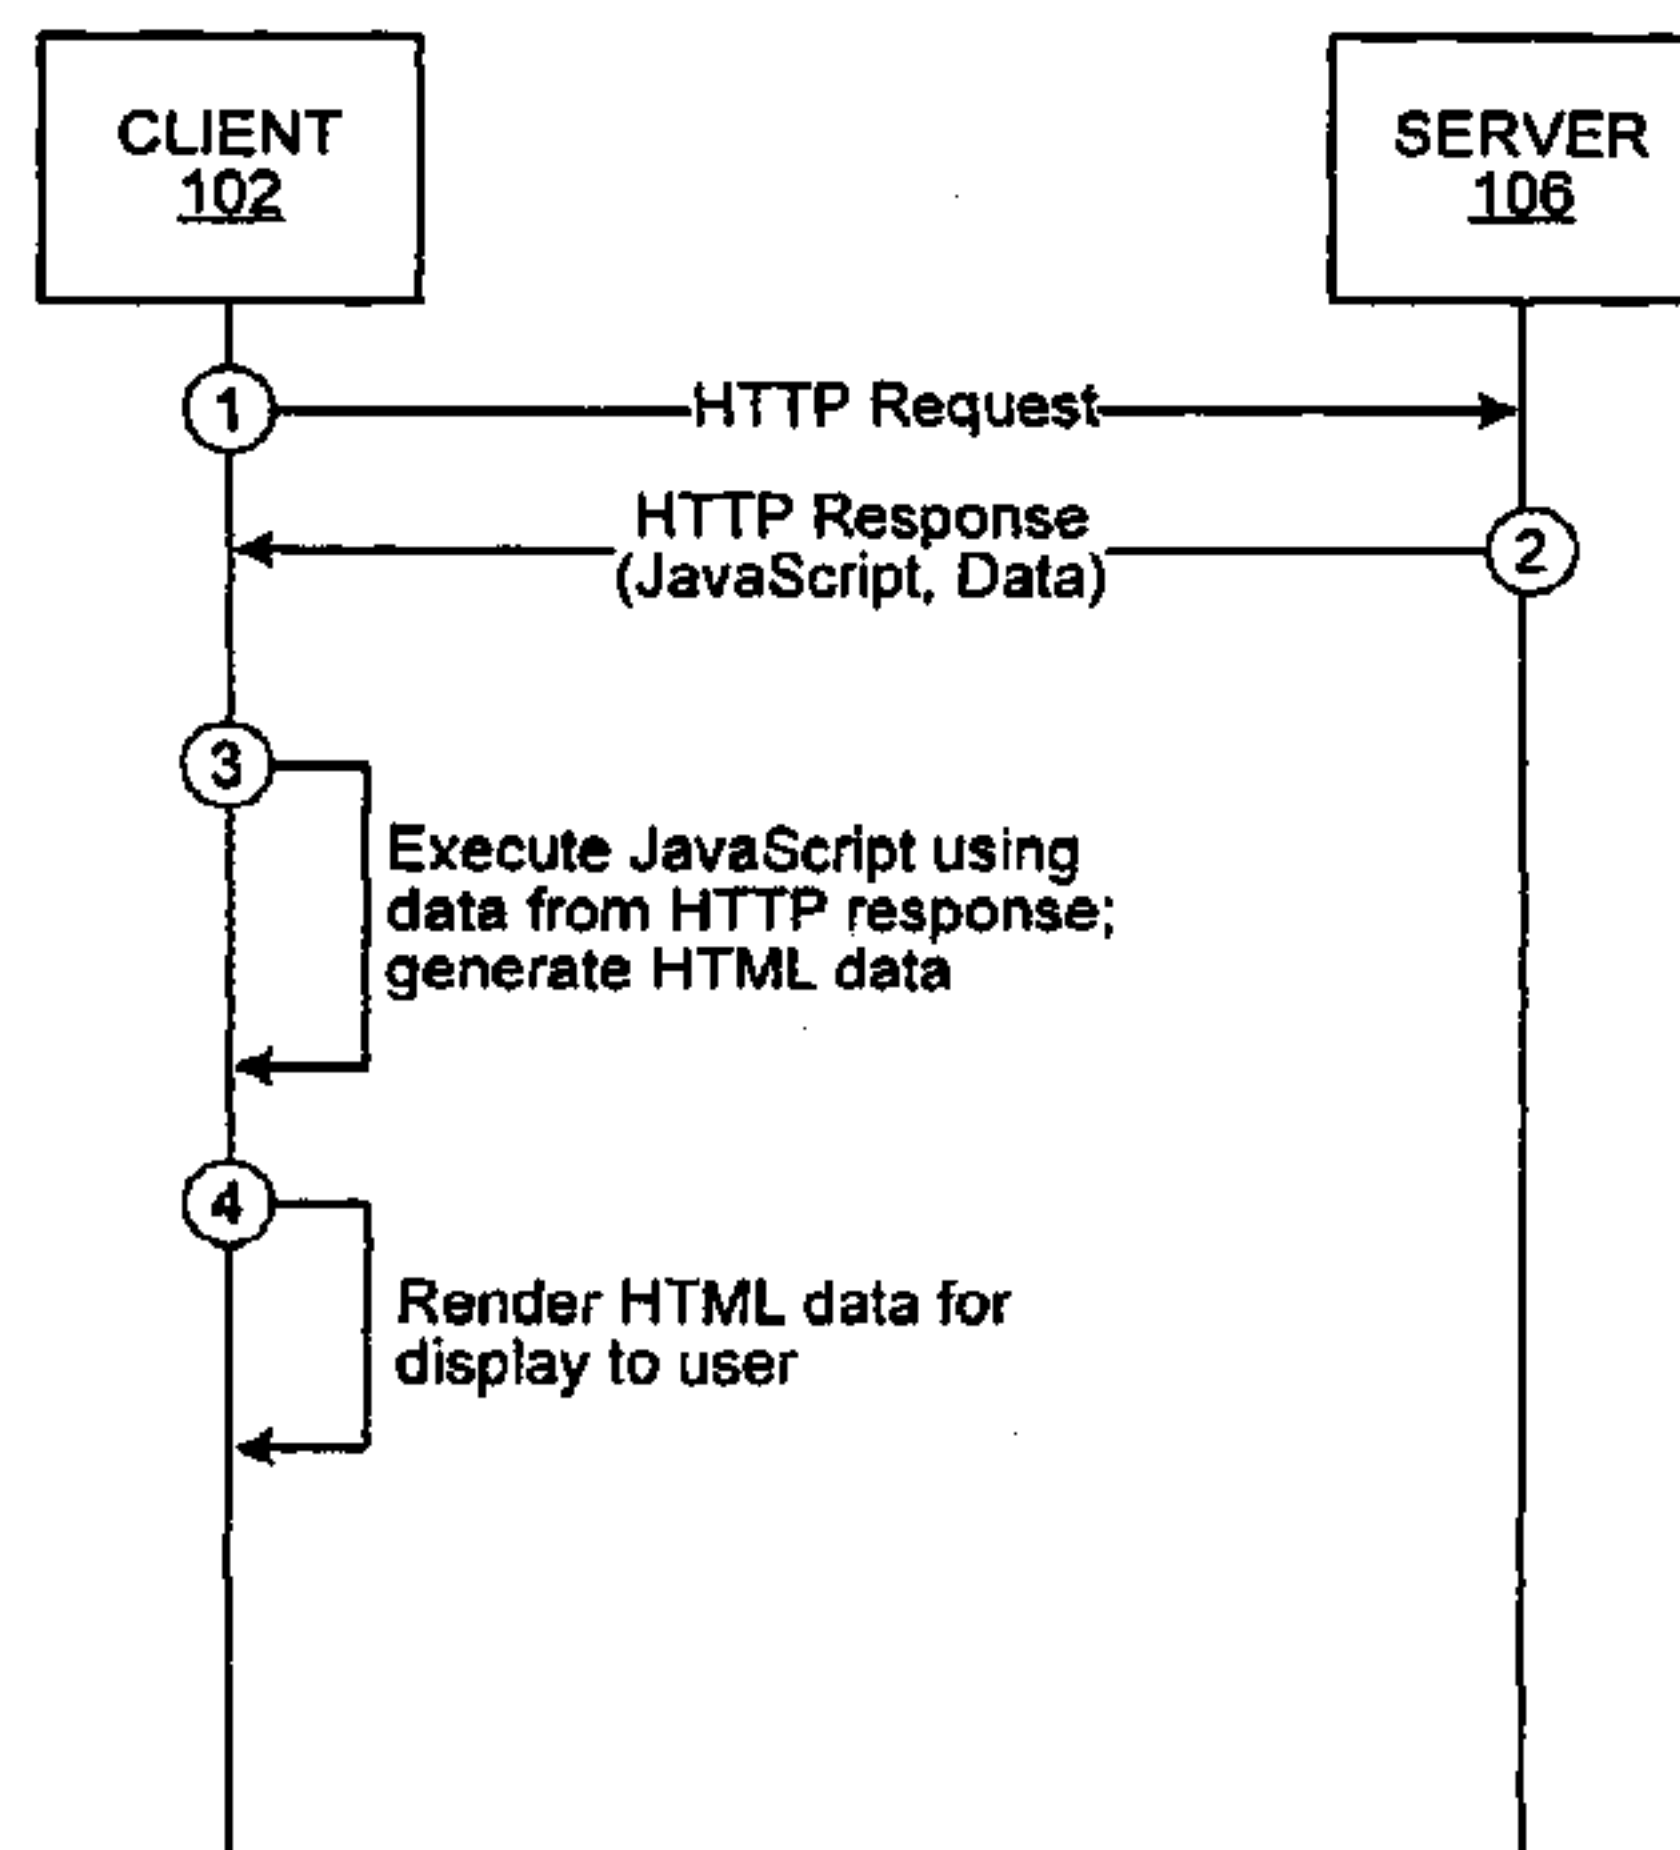 CLIENT
102
SERVER
106
1
HTTP Request
HTTP Response
(JavaScript, Data)
2
3
Execute JavaScript using
data from HTTP response;
generate HTML data
4
Render HTML data for
display to user